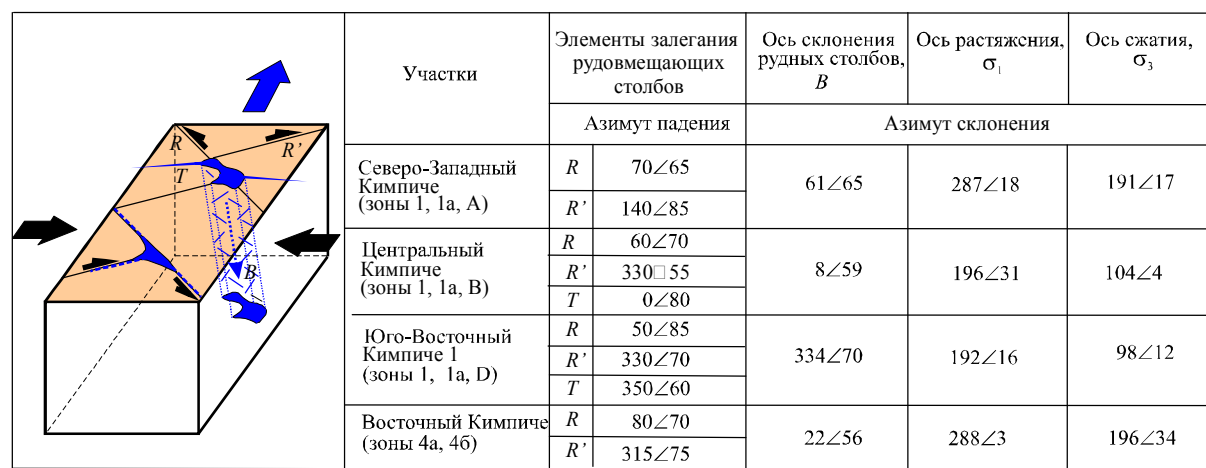 R
R’
T
B
Участки
Элементы залегания
рудовмещающих
столбов
Ось склонения
рудных столбов,
B
Ось растяжения,
σ₁
Ось сжатия,
σ₃
Азимут падения
Азимут склонения
Северо-Западный
Кимпиче
(зоны 1, 1а, А)
R 70∠65
R’ 140∠85
61∠65
287∠18
191∠17
Центральный
Кимпиче
(зоны 1, 1а, В)
R 60∠70
R’ 330□55
T 0∠80
8∠59
196∠31
104∠4
Юго-Восточный
Кимпиче 1
(зоны 1, 1а, D)
R 50∠85
R’ 330∠70
T 350∠60
334∠70
192∠16
98∠12
Восточный Кимпиче
(зоны 4а, 4б)
R 80∠70
R’ 315∠75
22∠56
288∠3
196∠34